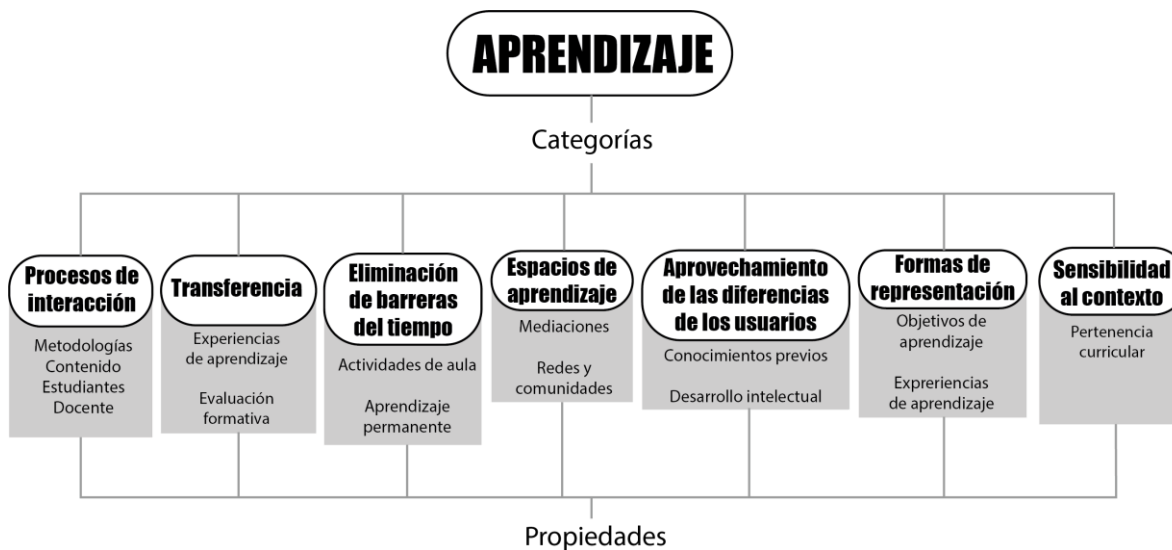 APRENDIZAJE
Categorías
Procesos de
interacción
Metodologías
Contenido
Estudiantes
Docente
Transferencia
Experiencias
de aprendizaje
Evaluación
formativa
Eliminación
de barreras
del tiempo
Actividades de aula
Aprendizaje
permanente
Espacios de
aprendizaje
Mediaciones
Redes y
comunidades
Aprovechamiento
de las diferencias
de los usuarios
Conocimientos previos
Desarrollo intelectual
Formas de
representación
Objetivos de
aprendizaje
Expreriencias
de aprendizaje
Sensibilidad
al contexto
Pertenencia
curricular
Propiedades